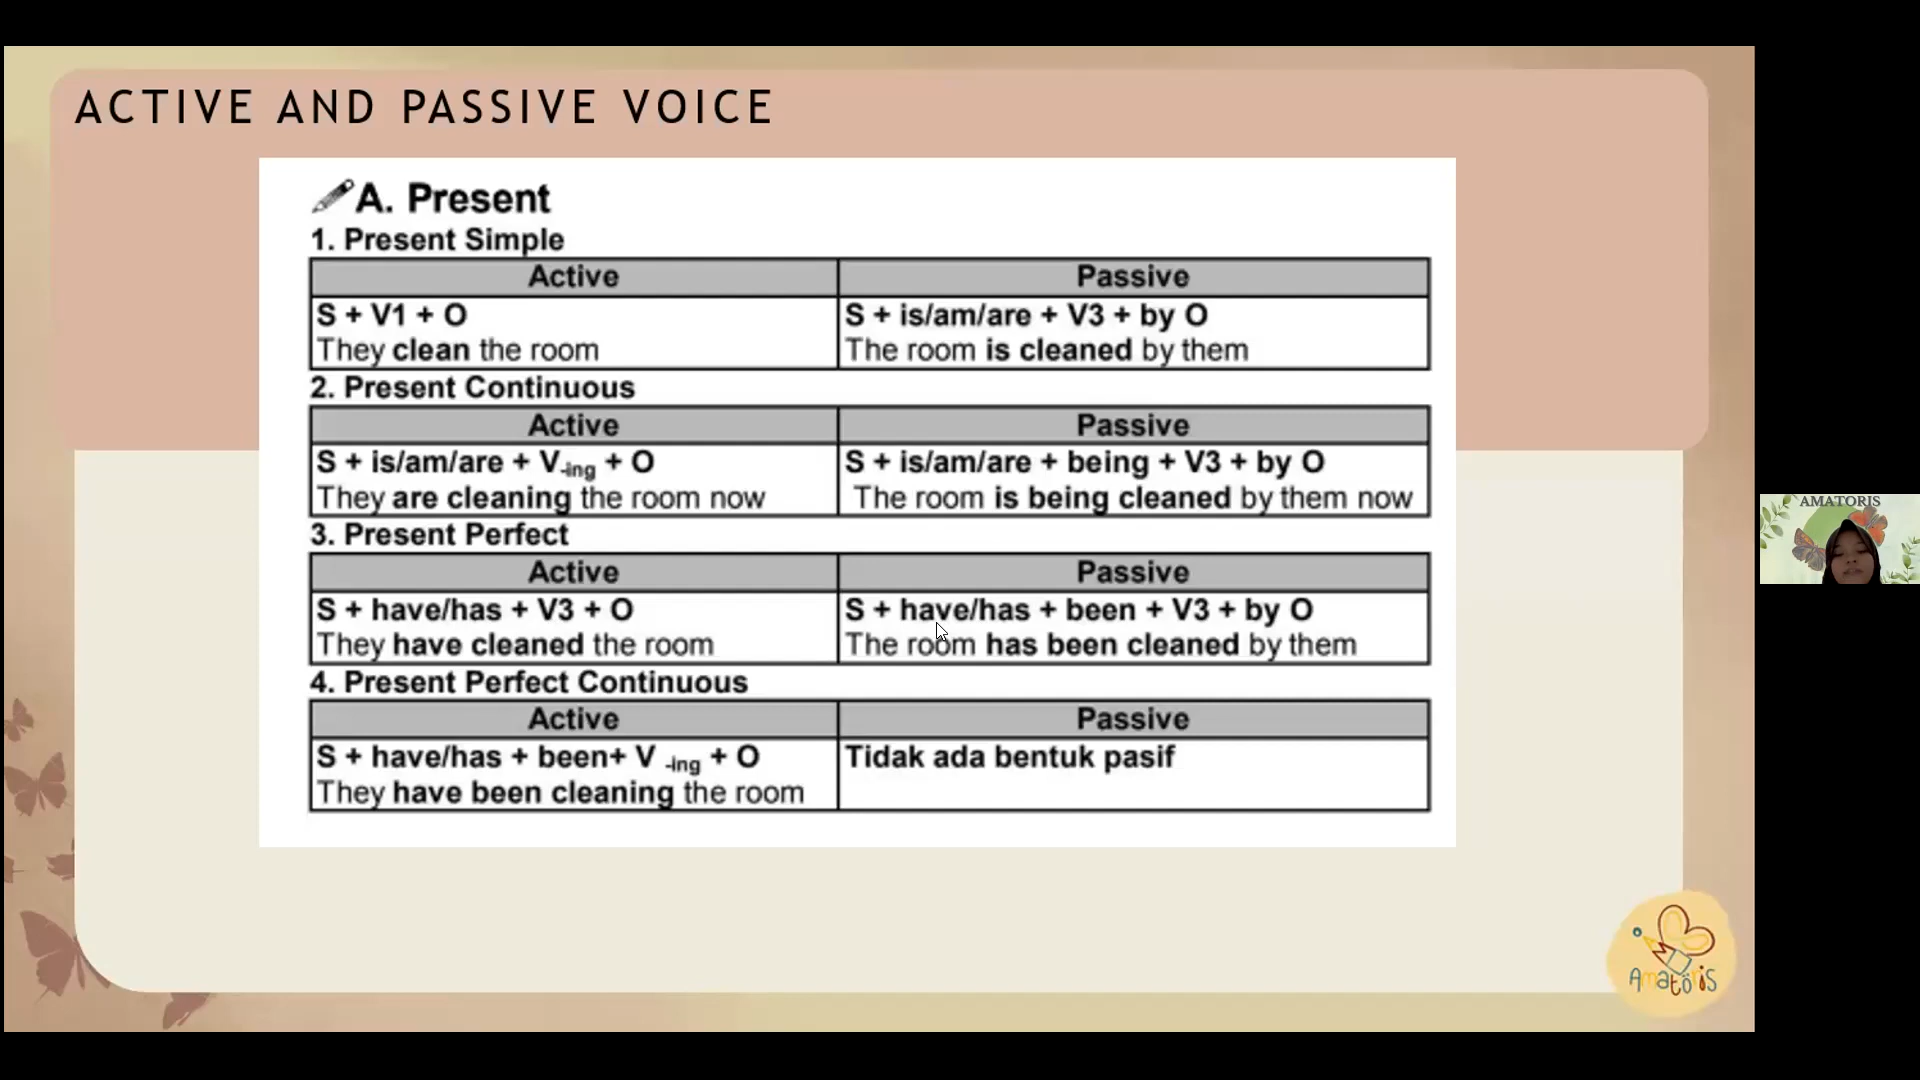 ACTIVE AND PASSIVE VOICE
A. Present
1. Present Simple
Active Passive
S + V1 + O S + is/am/are + V3 + by O
They clean the room The room is cleaned by them
2. Present Continuous
Active Passive
S + is/am/are + V-ing + O S + is/am/are + being + V3 + by O
They are cleaning the room now The room is being cleaned by them now
3. Present Perfect
Active Passive
S + have/has + V3 + O S + have/has + been + V3 + by O
They have cleaned the room The room has been cleaned by them
4. Present Perfect Continuous
Active Passive
S + have/has + been+ V -ing + O Tidak ada bentuk pasif
They have been cleaning the room
AMATORIS
Amatöris